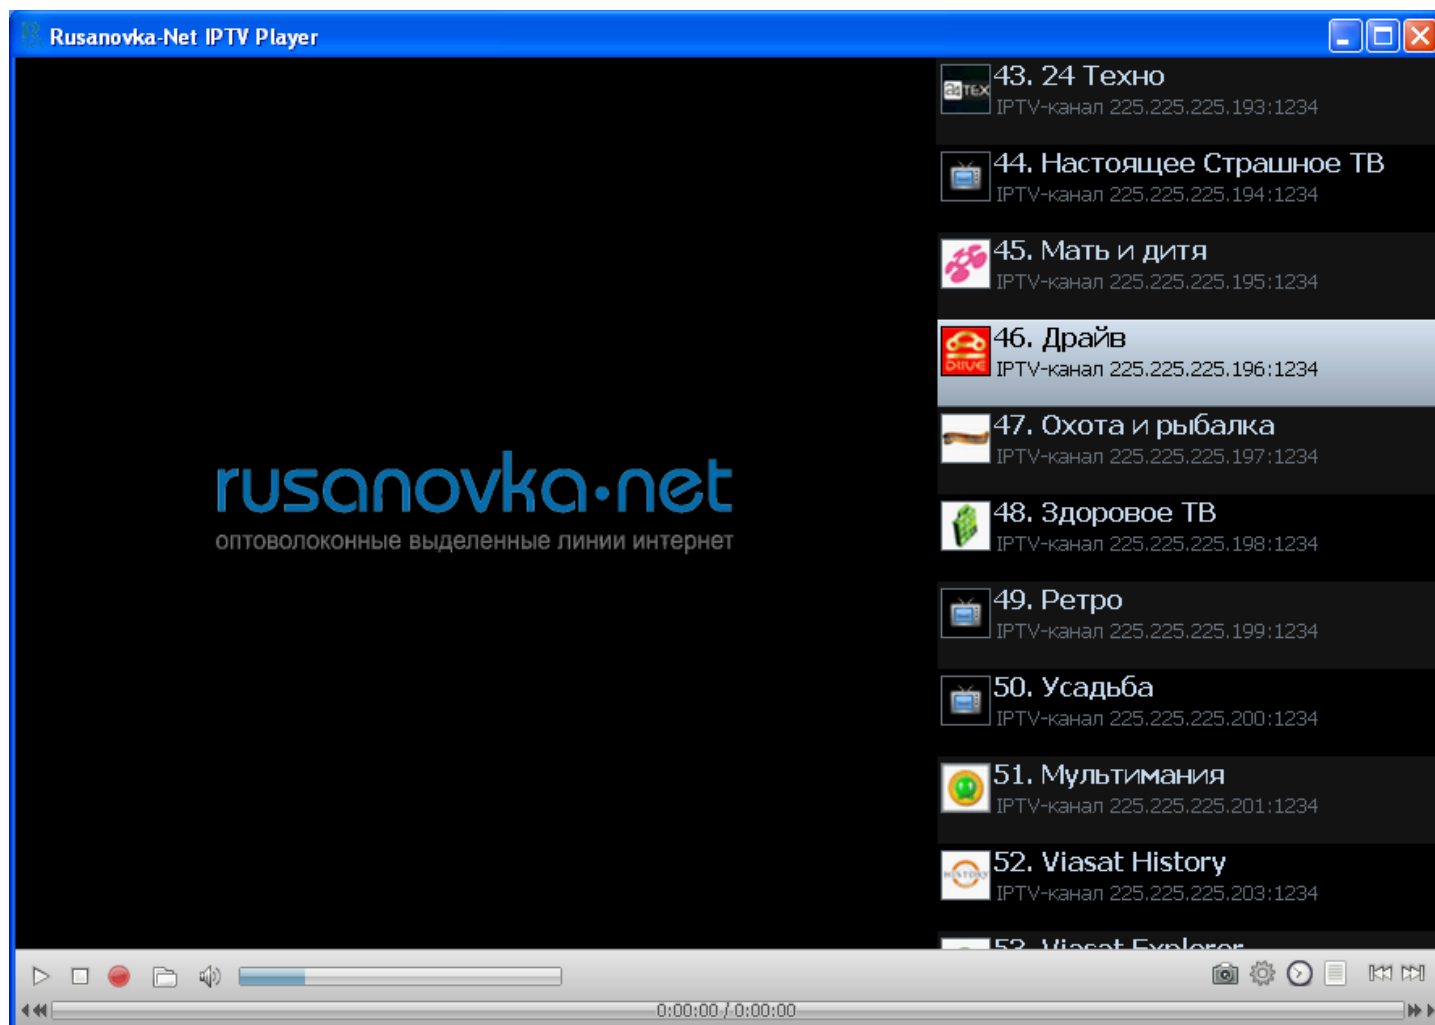 Rusanovka-Net IPTV Player
43. 24 Техно
IPTV-канал 225.225.225.193:1234
44. Настоящее Страшное ТВ
IPTV-канал 225.225.225.194:1234
45. Мать и дитя
IPTV-канал 225.225.225.195:1234
46. Драйв
IPTV-канал 225.225.225.196:1234
47. Охота и рыбалка
IPTV-канал 225.225.225.197:1234
48. Здоровое ТВ
IPTV-канал 225.225.225.198:1234
49. Ретро
IPTV-канал 225.225.225.199:1234
50. Усадьба
IPTV-канал 225.225.225.200:1234
51. Мультимания
IPTV-канал 225.225.225.201:1234
52. Viasat History
IPTV-канал 225.225.225.203:1234
53. Viasat Explorer
rusanovka·net
оптоволоконные выделенные линии интернет
0:00:00 / 0:00:00